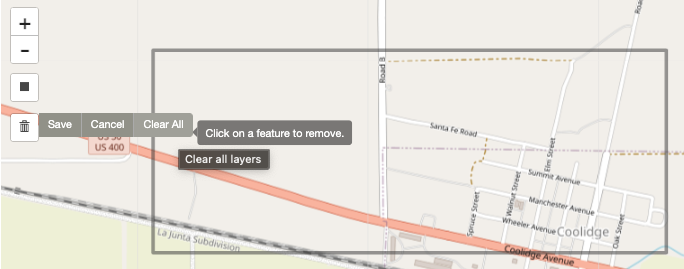 +
-
Road B
Save Cancel Clear All
Click on a feature to remove.
Santa Fe Road
US 50
US 400
Clear all layers
Elm Street
Summit Avenue
Walnut Street
Manchester Avenue
Spruce Street
Wheeler Avenue
Oak Street
Coolidge
La Junta Subdivision
Coolidge Avenue